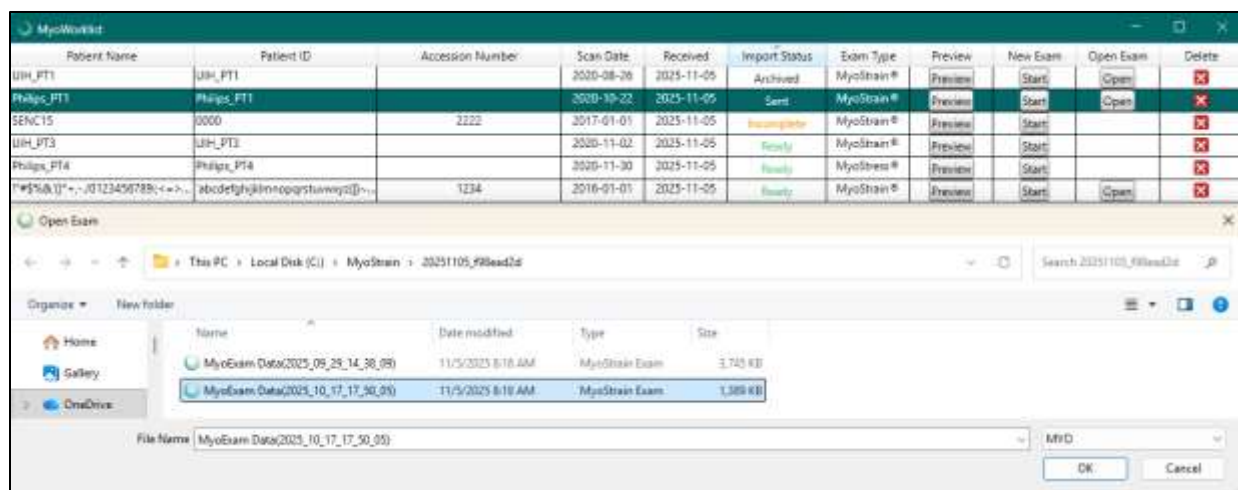 MyoWorklist
Patient Name Patient ID Accession Number Scan Date Received Import Status Exam Type Preview New Exam Open Exam Delete
UIH_PT1 UIH_PT1 2020-08-26 2025-11-05 Archived MyoStrain® Preview Start Open
Philips_PT1 Philips_PT1 2020-10-22 2025-11-05 Sent MyoStrain® Preview Start Open
SENC15 0000 2222 2017-01-01 2025-11-05 Incomplete MyoStrain® Preview Start
UIH_PT3 UIH_PT3 2020-11-02 2025-11-05 Ready MyoStrain® Preview Start
Philips_PT4 Philips_PT4 2020-11-30 2025-11-05 Ready MyoStress® Preview Start
1234 2016-01-01 2025-11-05 Ready MyoStrain® Preview Start Open
Open Exam
This PC > Local Disk (C:) > MyoStrain > 20251105_f98ead2d Search 20251105_f98ead2d
Organize New folder
Name Date modified Type Size
Home
Gallery
OneDrive
MyoExam Data(2025_09_29_14_38_09) 11/5/2025 8:18 AM MyoStrain Exam 3,745 KB
MyoExam Data(2025_10_17_17_50_05) 11/5/2025 8:18 AM MyoStrain Exam 1,389 KB
File Name MyoExam Data(2025_10_17_17_50_05) MYD
OK Cancel